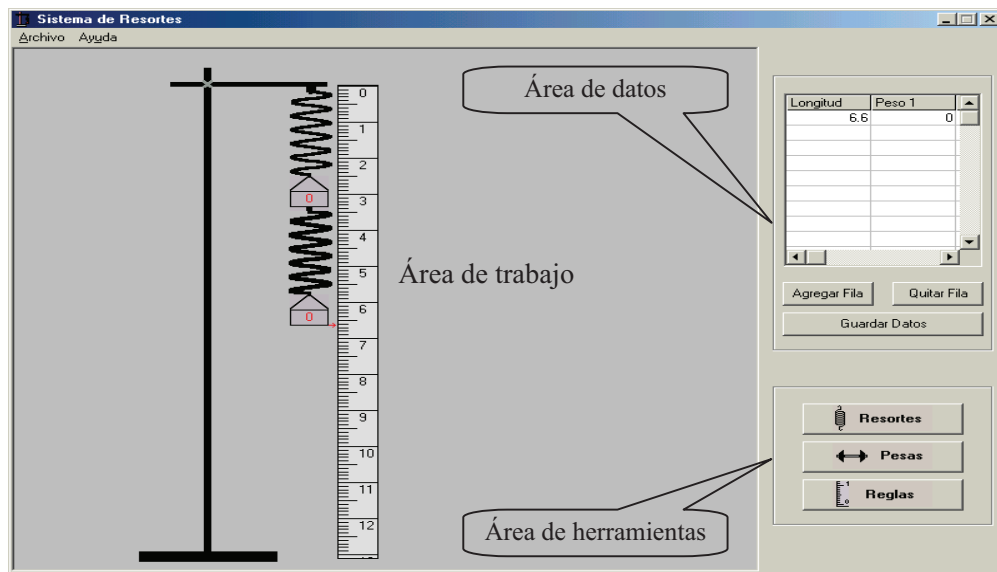 Sistema de Resortes
Archivo Ayuda
Área de datos
Longitud Peso 1
6.6 0
0
1
2
0
3
4
Área de trabajo
5
0
6
7
8
9
10
11
12
Agregar Fila Quitar Fila
Guardar Datos
Resortes
Pesas
1
0
Reglas
Área de herramientas